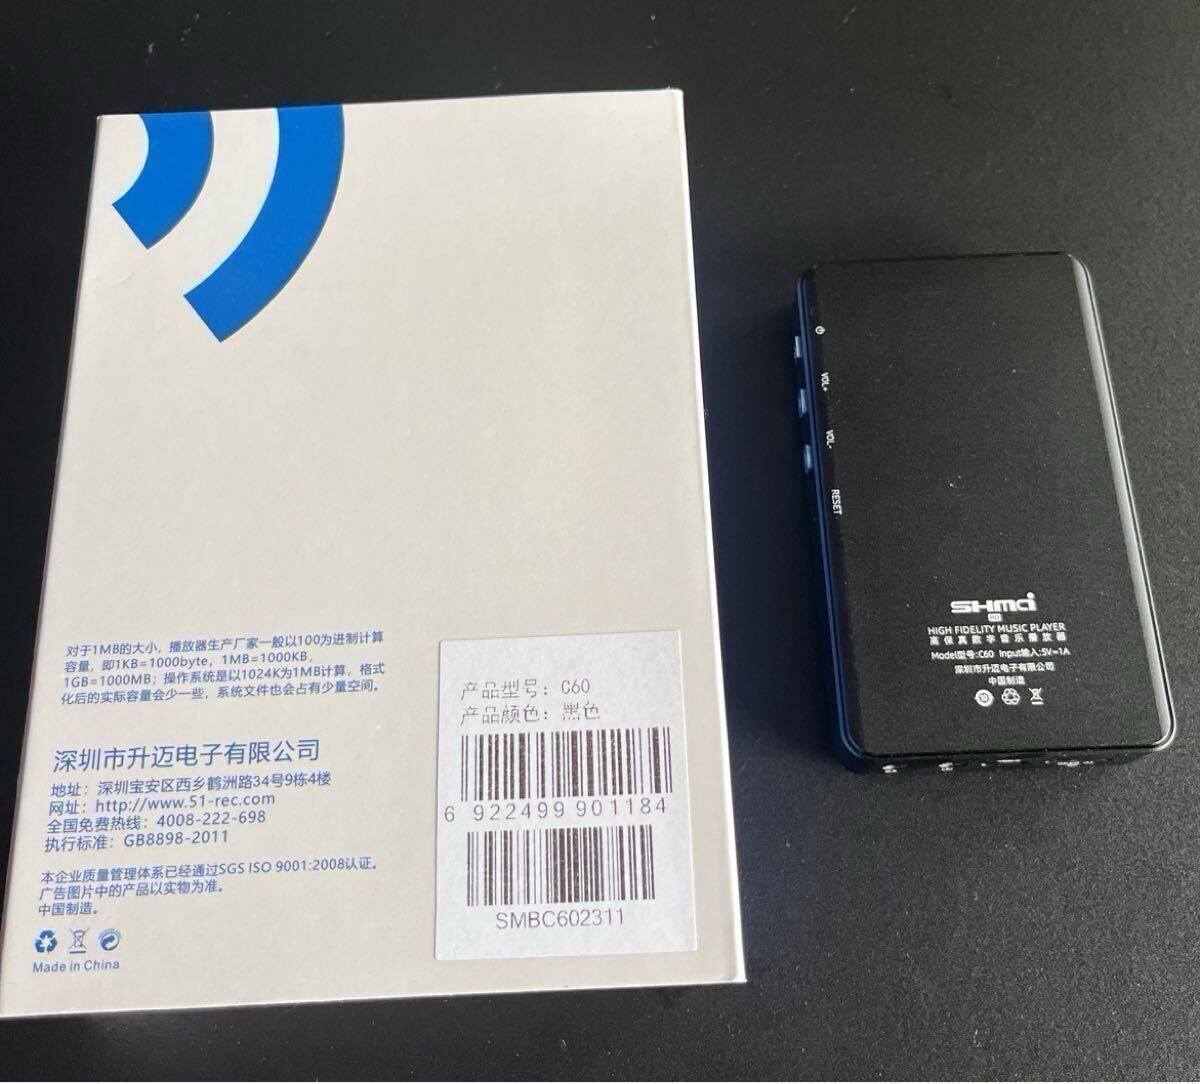 对于1MB的大小，播放器生产厂家一般以100为进制计算
容量，即1KB=1000byte，1MB=1000KB，
1GB=1000MB；操作系统是以1024K为1MB计算，格式
化后的实际容量会少一些，系统文件也会占有少量空间。
深圳市升迈电子有限公司
地址：深圳宝安区西乡鹤洲路34号9栋4楼
网址：http://www.51-rec.com
全国免费热线：4008-222-698
执行标准：GB8898-2011
本企业质量管理体系已经通过SGS ISO 9001:2008认证。
广告图片中的产品以实物为准。
中国制造。
Made in China
产品型号：C60
产品颜色：黑色
6 922499 901184
SMBC602311
VOL+
VOL-
RESET
SHMCI
HD
HIGH FIDELITY MUSIC PLAYER
高保真数字音乐播放器
Model型号:C60 Input输入:5V=1A
深圳市升迈电子有限公司
中国制造